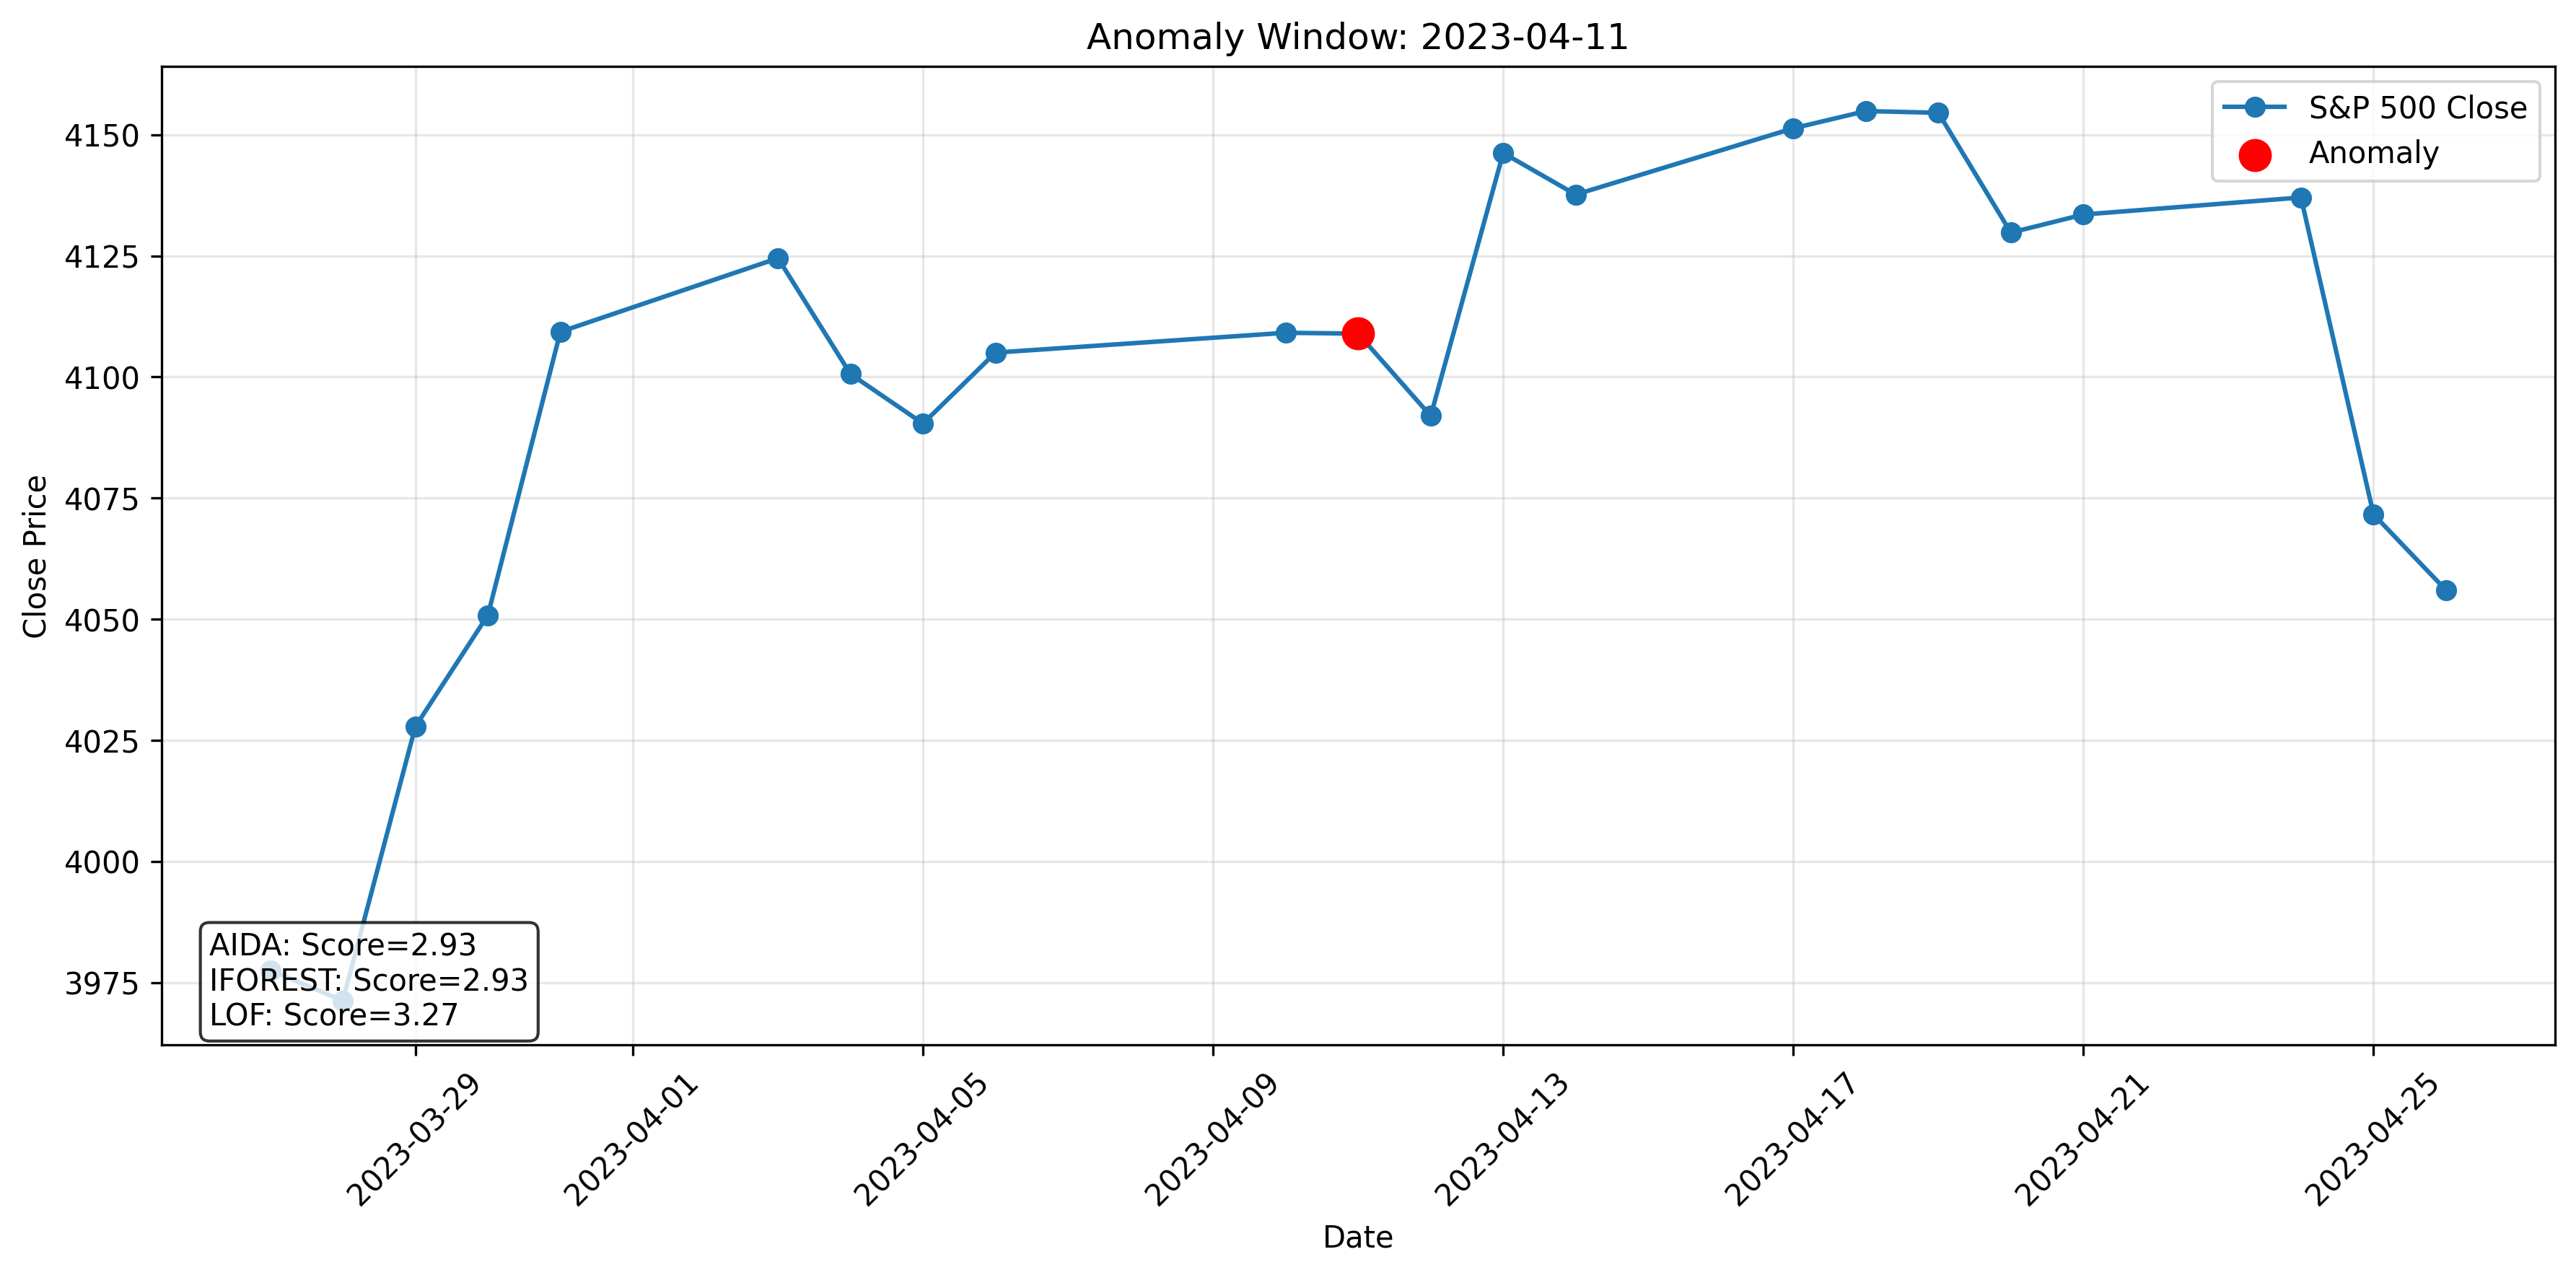 Anomaly Window: 2023-04-11
S&P 500 Close
Anomaly
4150
4125
4100
4075
4050
4025
4000
3975
Close Price
AIDA: Score=2.93
IFOREST: Score=2.93
LOF: Score=3.27
2023-03-29
2023-04-01
2023-04-05
2023-04-09
2023-04-13
2023-04-17
2023-04-21
2023-04-25
Date